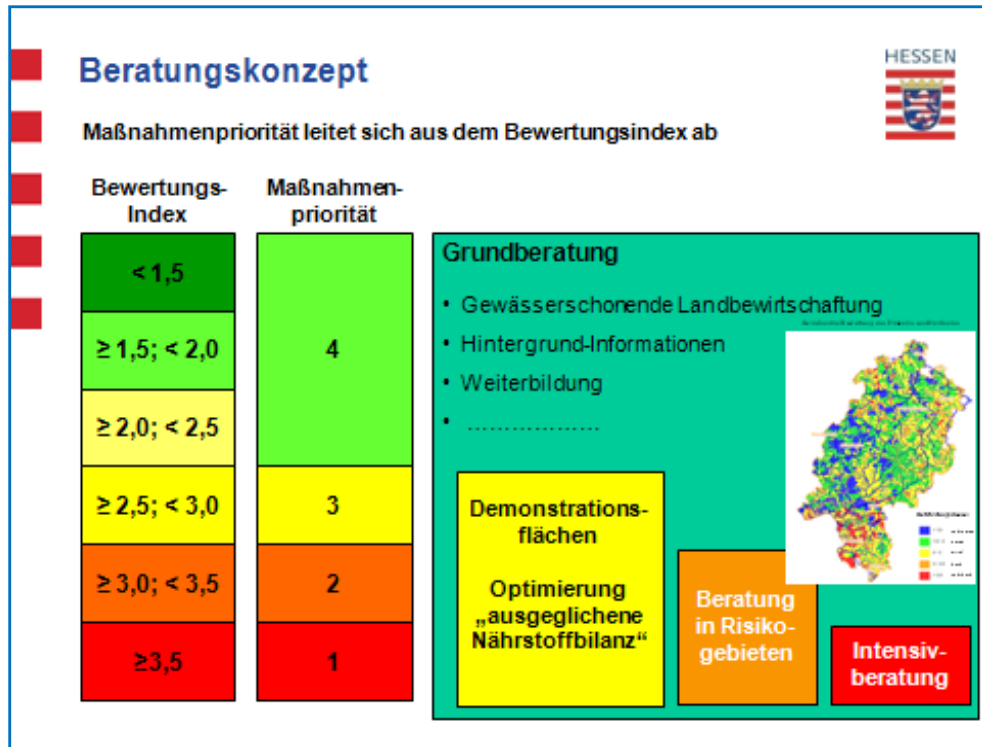 HESSEN
Beratungskonzept
Maßnahmenpriorität leitet sich aus dem Bewertungsindex ab
Bewertungs-
Index
Maßnahmen-
priorität
< 1,5
≥ 1,5; < 2,0
≥ 2,0; < 2,5
≥ 2,5; < 3,0
≥ 3,0; < 3,5
≥3,5
4
3
2
1
Grundberatung
• Gewässerschonende Landbewirtschaftung
• Hintergrund-Informationen
• Weiterbildung
• ………………
Demonstrations-
flächen
Optimierung
„ausgeglichene
Nährstoffbilanz“
Beratung
in Risiko-
gebieten
Intensiv-
beratung